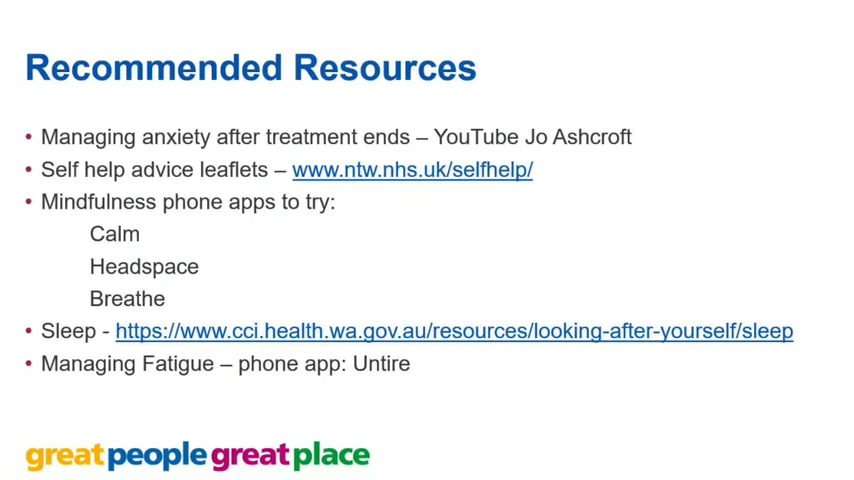 Recommended Resources
• Managing anxiety after treatment ends – YouTube Jo Ashcroft
• Self help advice leaflets – www.ntw.nhs.uk/selfhelp/
• Mindfulness phone apps to try:
Calm
Headspace
Breathe
• Sleep - https://www.cci.health.wa.gov.au/resources/looking-after-yourself/sleep
• Managing Fatigue – phone app: Untire
great people great place